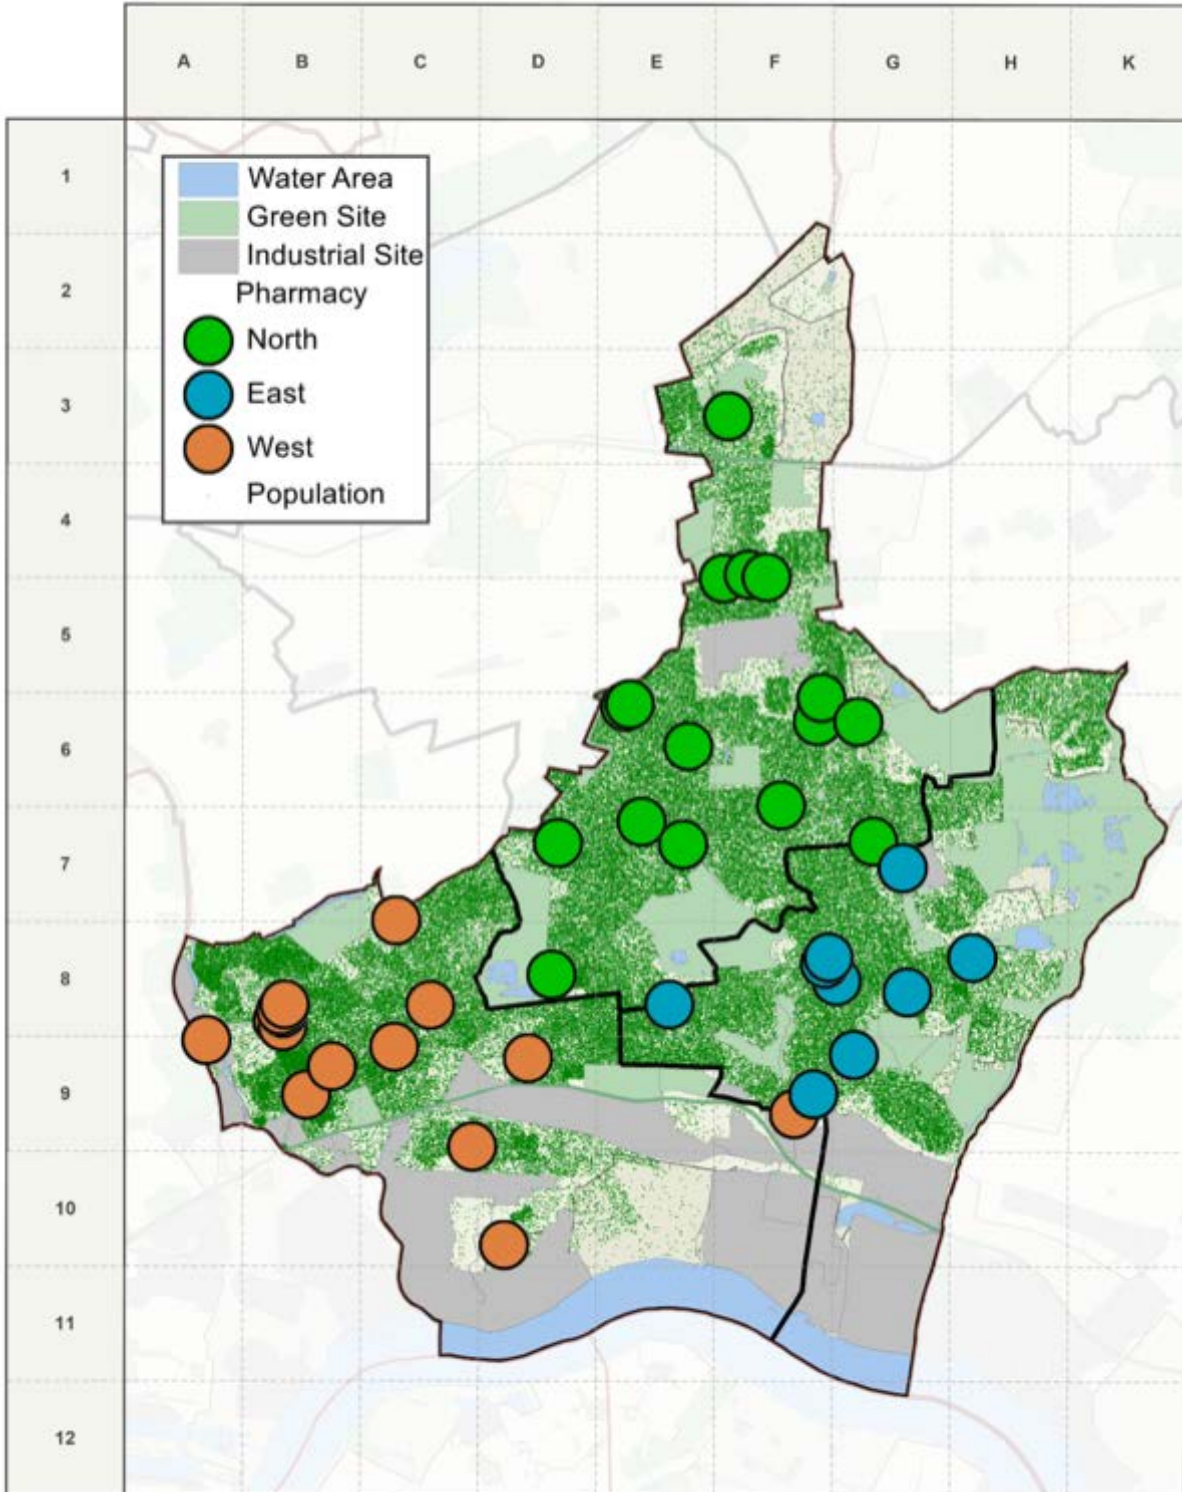 A B C D E F G H K
1
Water Area
Green Site
Industrial Site
2
Pharmacy
North
3
East
West
4
Population
5
6
7
8
9
10
11
12